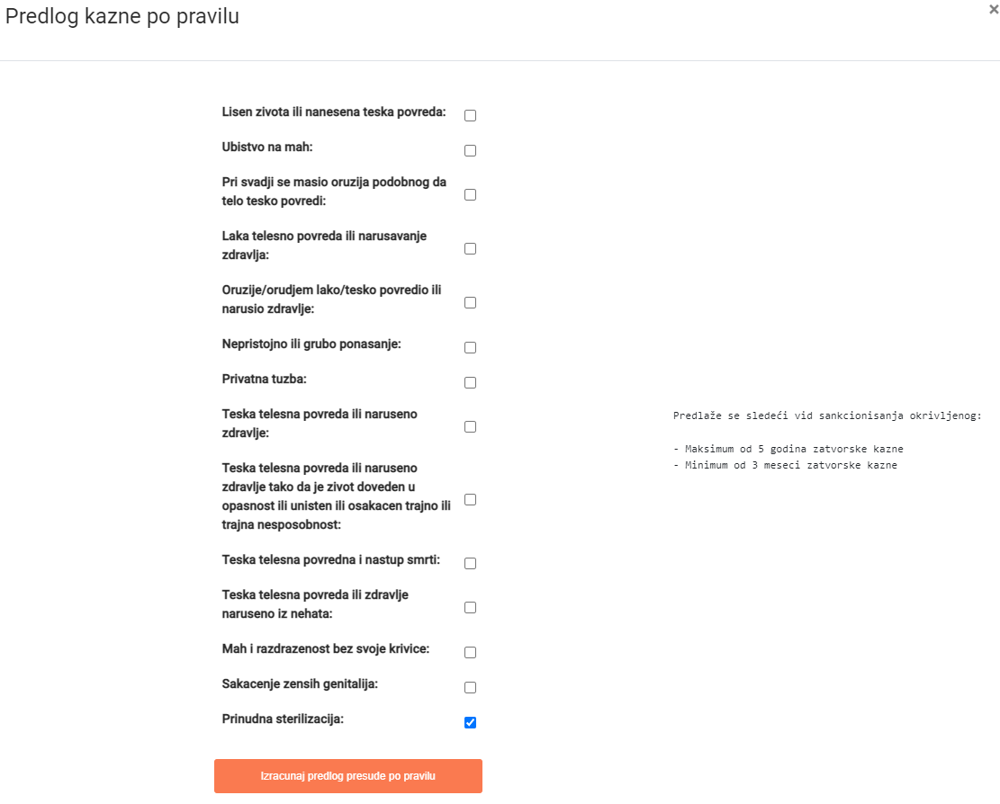 Predlog kazne po pravilu
×
Lisen zivota ili nanesena teska povreda:
Ubistvo na mah:
Pri svadji se masio oruzija podobnog da
telo tesko povredi:
Laka telesno povreda ili narusavanje
zdravlja:
Oruzije/orudjem lako/tesko povredio ili
narusio zdravlje:
Nepristojno ili grubo ponasanje:
Privatna tuzba:
Teska telesna povreda ili naruseno
zdravlje:
Teska telesna povreda ili naruseno
zdravlje tako da je zivot doveden u
opasnost ili unisten ili osakacen trajno ili
trajna nesposobnost:
Teska telesna povredna i nastup smrti:
Teska telesna povreda ili zdravlje
naruseno iz nehata:
Mah i razdrazenost bez svoje krivice:
Sakacenje zensih genitalija:
Prinudna sterilizacija:
Izracunaj predlog presude po pravilu
Predlaže se sledeći vid sankcionisanja okrivljenog:
- Maksimum od 5 godina zatvorske kazne
- Minimum od 3 meseci zatvorske kazne